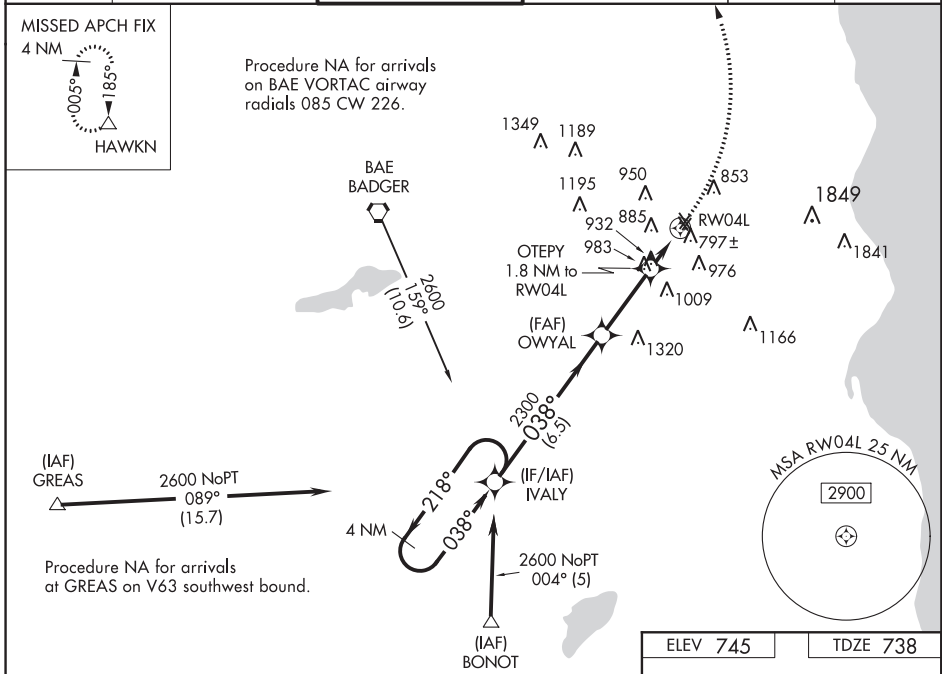 MISSED APCH FIX
4 NM
005°
185°
HAWKN
Procedure NA for arrivals
on BAE VORTAC airway
radials 085 CW 226.
1349
1189
1195
950
853
1849
1841
885
932
983
RW04L
797±
976
1009
1166
1320
BAE
BADGER
2600
159°
(10.6)
OTEPY
1.8 NM to
RW04L
(FAF)
OWYAL
2300
038°
(6.5)
(IAF)
GREAS
2600 NoPT
089°
(15.7)
218°
038°
4 NM
(IF/IAF)
IVALY
Procedure NA for arrivals
at GREAS on V63 southwest bound.
2600 NoPT
004° (5)
(IAF)
BONOT
MSA RW04L 25 NM
2900
ELEV 745
TDZE 738